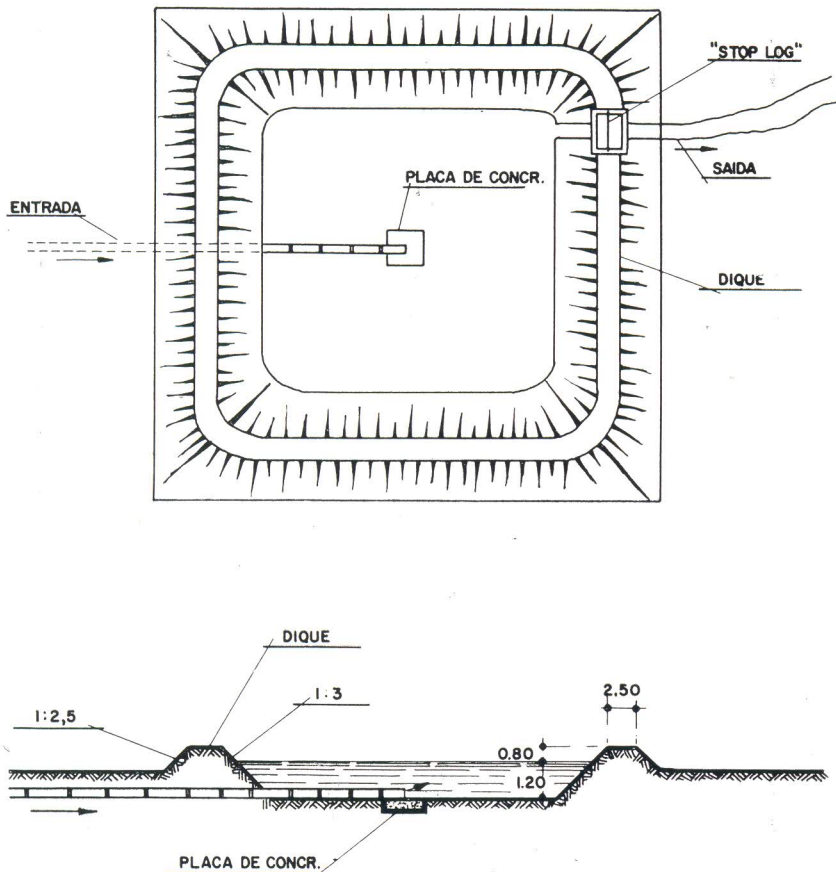 "STOP LOG"
PLACA DE CONCR.
SAIDA
ENTRADA
DIQUE
DIQUE
1:3
2,50
1:2,5
0.80
1.20
PLACA DE CONCR.